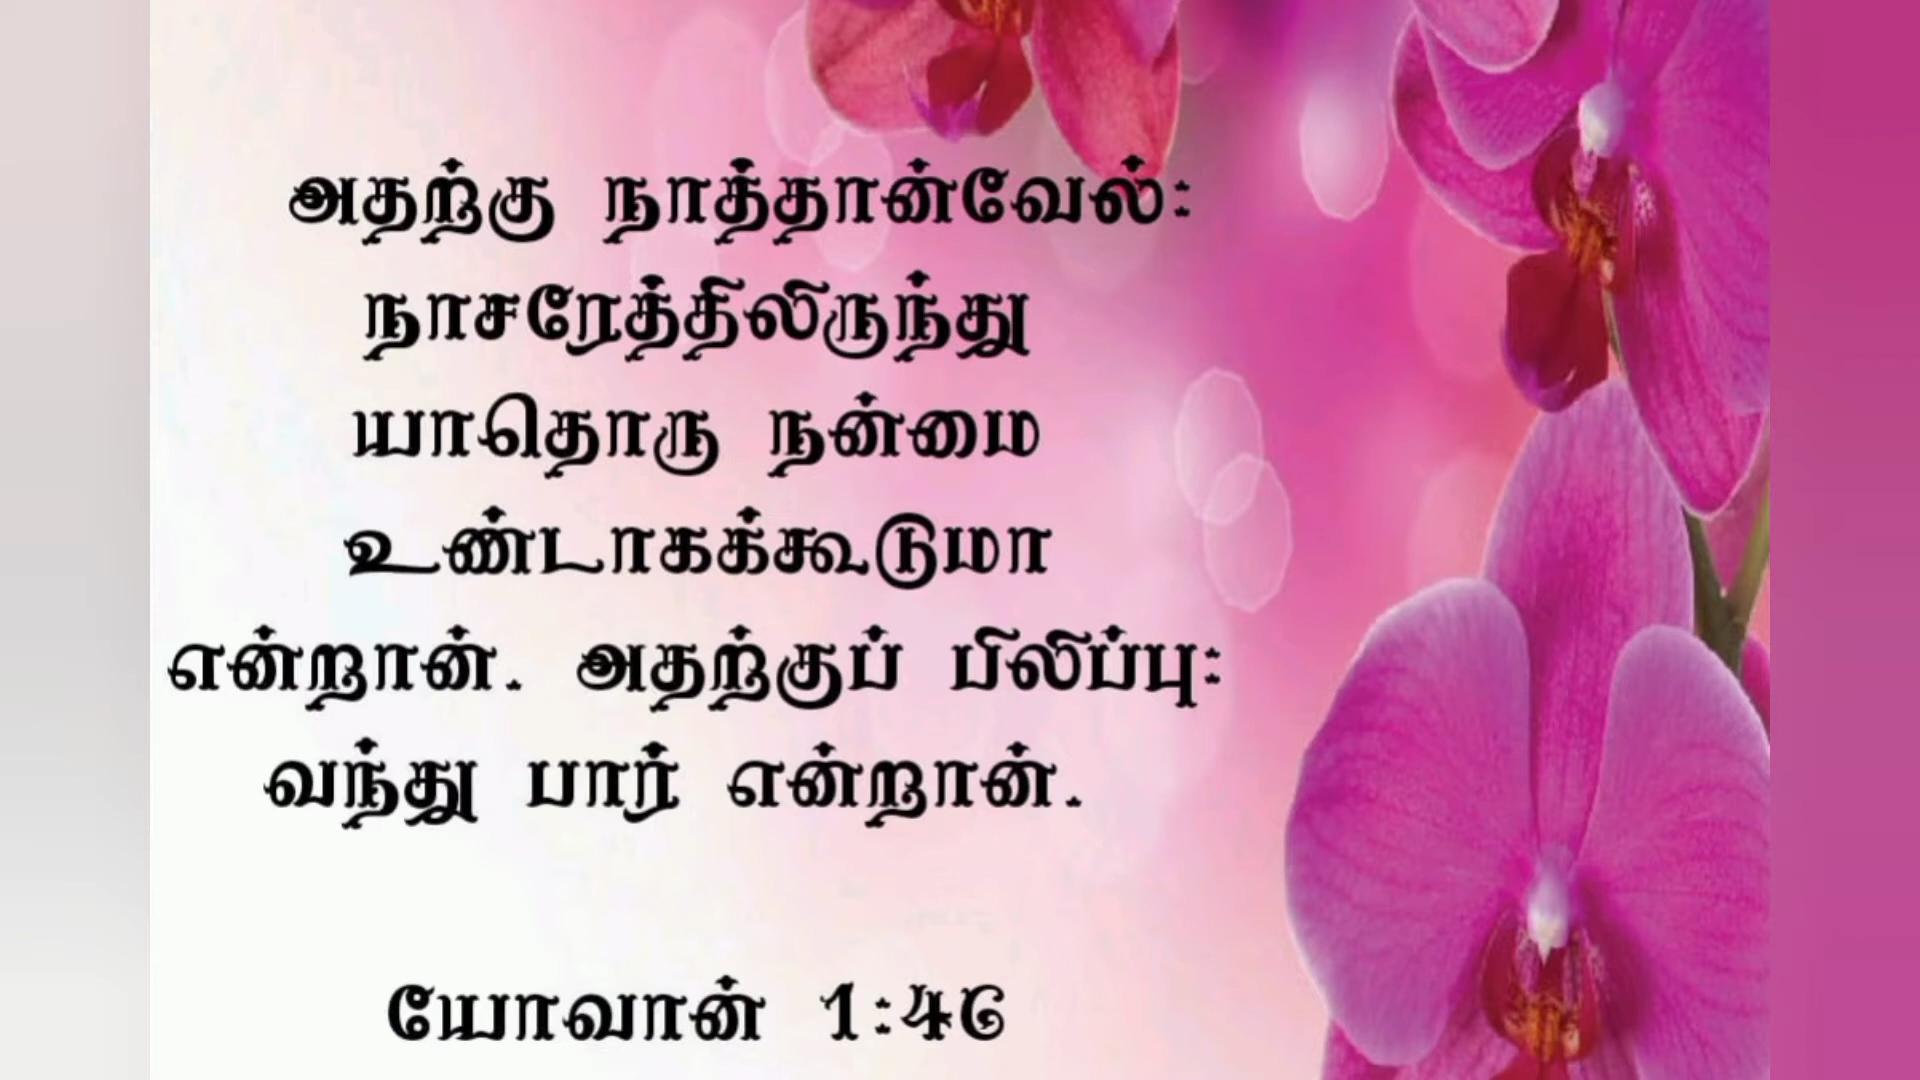 அதற்கு நாத்தான்வேல்:
நாசரேத்திலிருந்து
யாதொரு நன்மை
உண்டாகக்கூடுமா
என்றான். அதற்குப் பிலிப்பு:
வந்து பார் என்றான்.
யோவான் 1:46